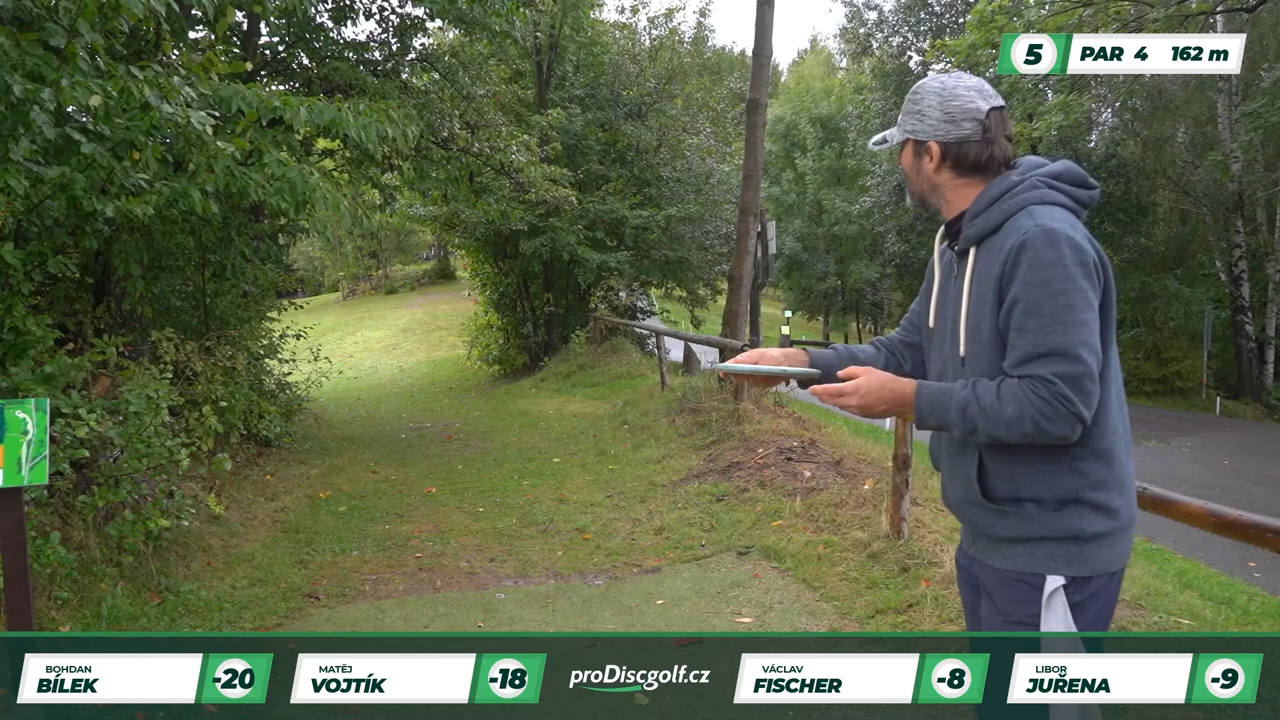 5 PAR 4 162 m
BOHDAN
BÍLEK -20
MATĚJ
VOJTÍK -18
proDiscgolf.cz
VÁCLAV
FISCHER -8
LIBOR
JUŘENA -9